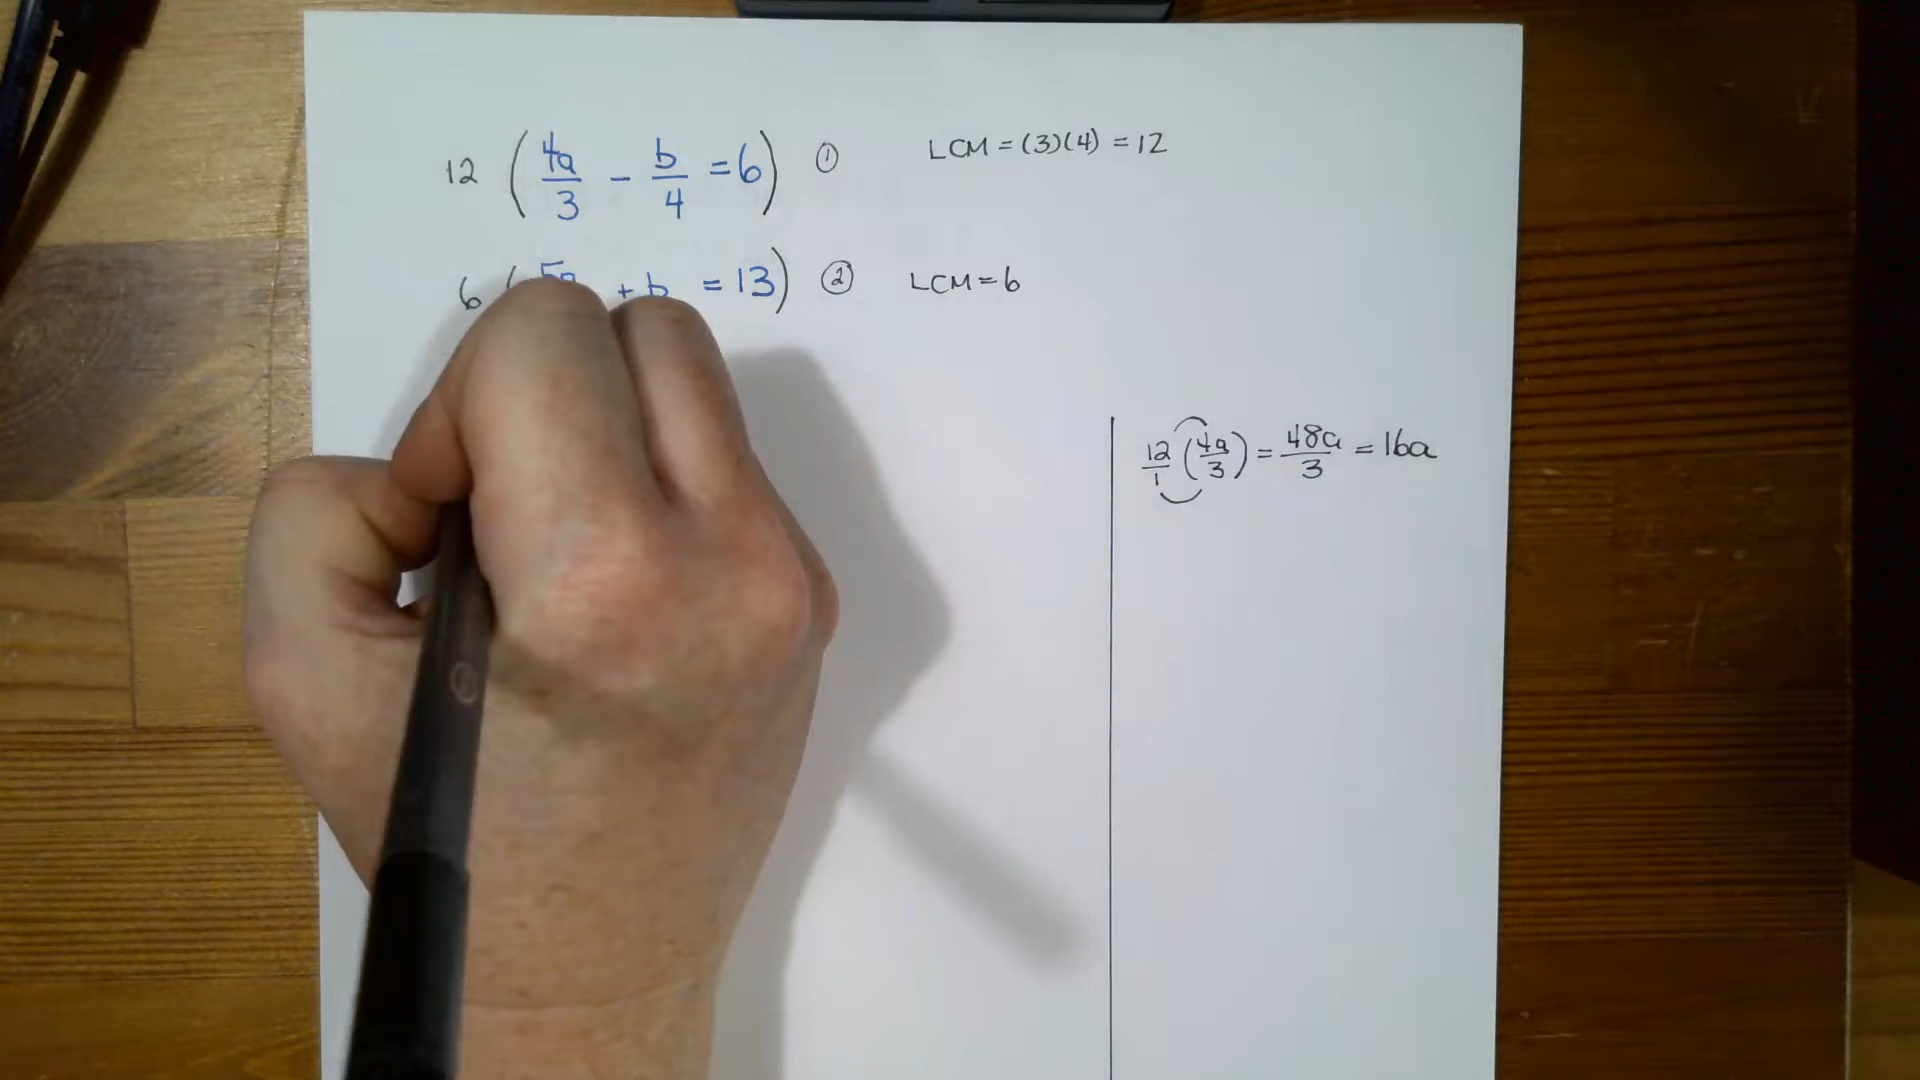 12 (4a/3 - b/4 = 6) ① LCM = (3)(4) = 12
6 (5a + b = 13) ② LCM = 6
12/1 (4a/3) = 48a/3 = 16a